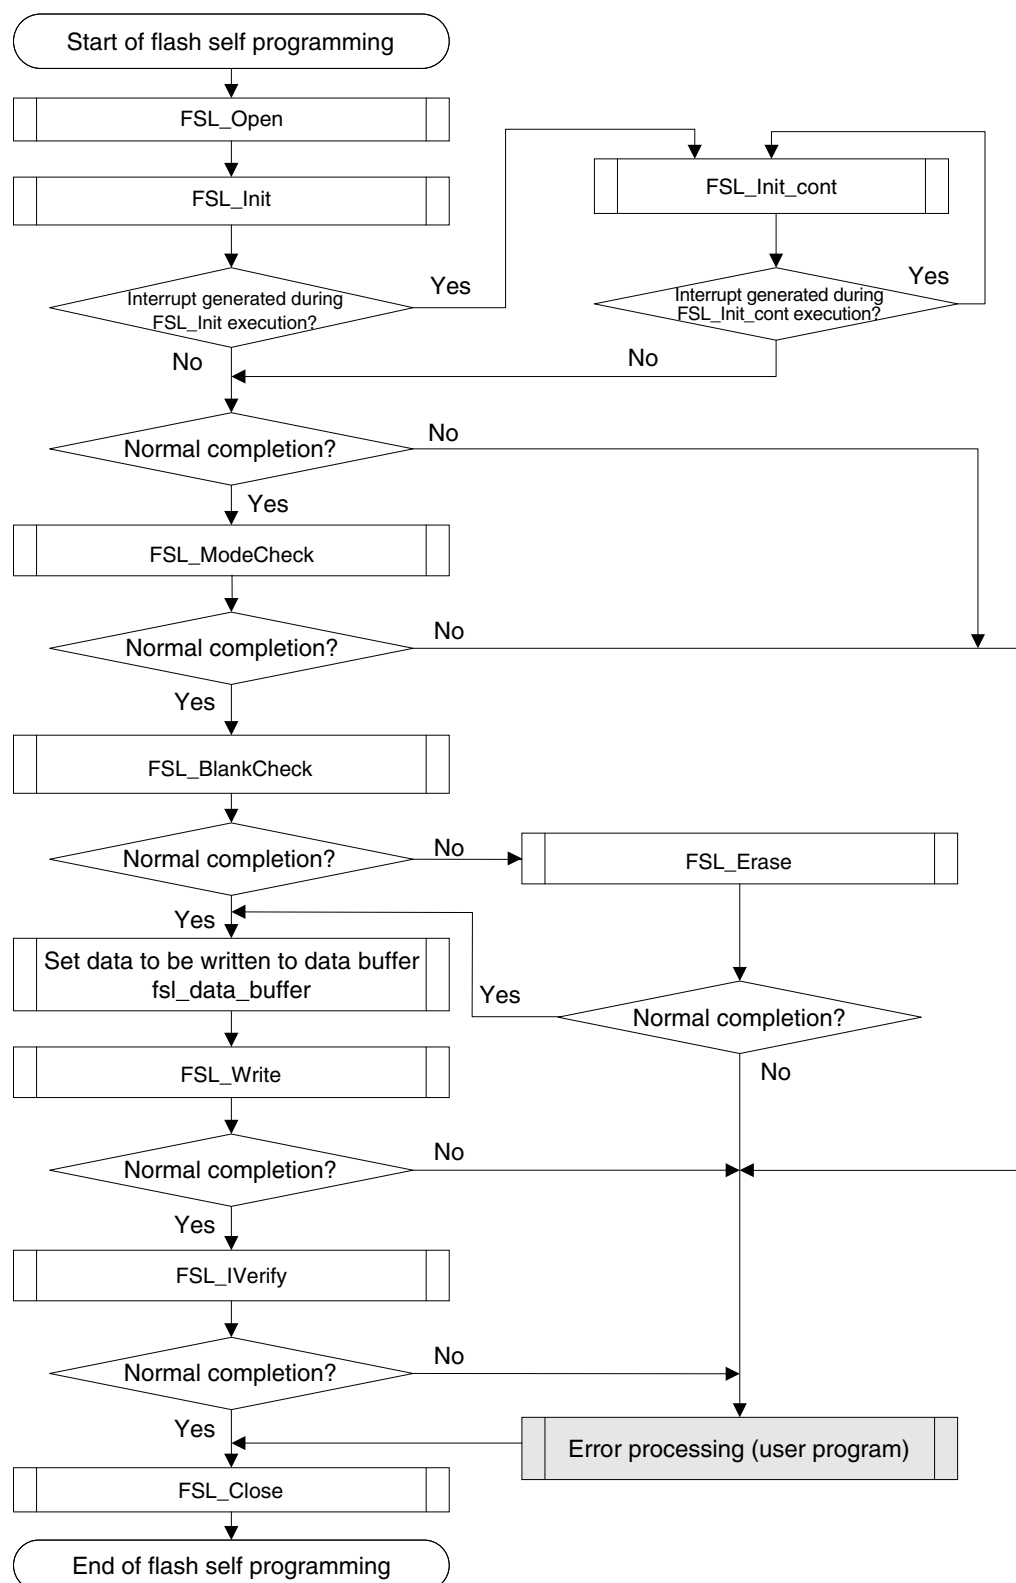 Start of flash self programming
FSL_Open
FSL_Init
FSL_Init_cont
Interrupt generated during
FSL_Init execution?
Yes
Interrupt generated during
FSL_Init_cont execution?
Yes
No
No
Normal completion?
No
Yes
FSL_ModeCheck
Normal completion?
No
Yes
FSL_BlankCheck
Normal completion?
No
FSL_Erase
Yes
Set data to be written to data buffer
fsl_data_buffer
Yes
Normal completion?
No
FSL_Write
Normal completion?
No
Yes
FSL_IVerify
Normal completion?
No
Yes
Error processing (user program)
FSL_Close
End of flash self programming